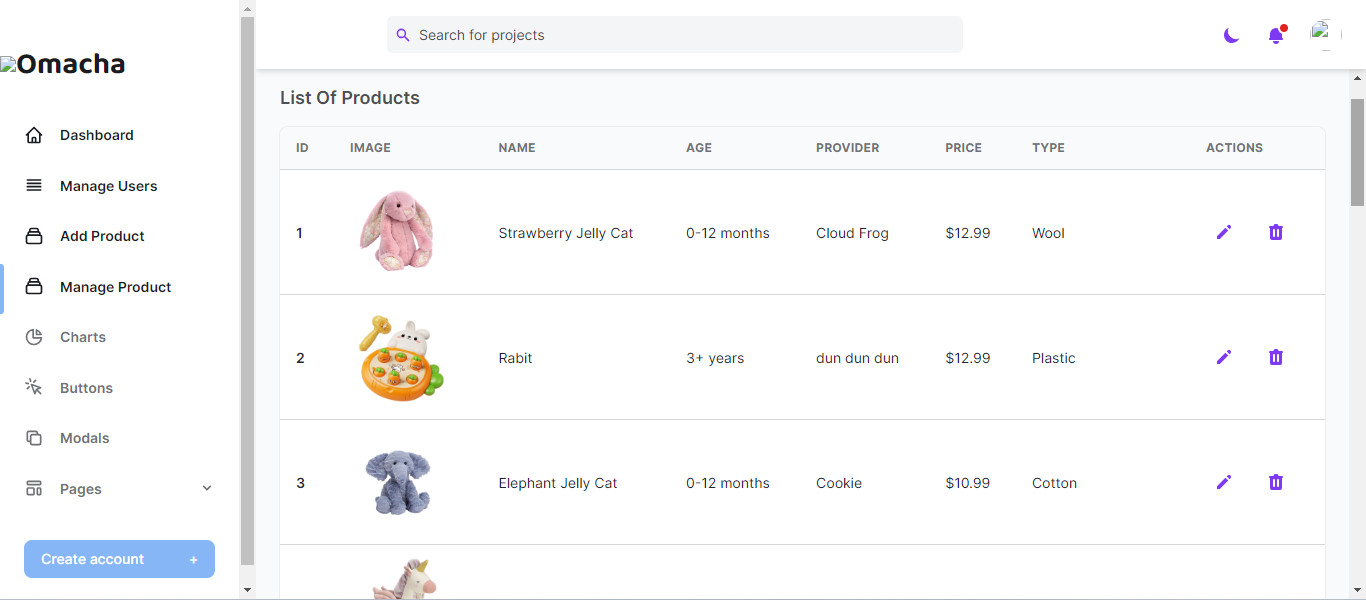 Omacha
Dashboard
Manage Users
Add Product
Manage Product
Charts
Buttons
Modals
Pages
Create account +
Search for projects
List Of Products
ID IMAGE NAME AGE PROVIDER PRICE TYPE ACTIONS
1 Strawberry Jelly Cat 0-12 months Cloud Frog $12.99 Wool
2 Rabit 3+ years dun dun dun $12.99 Plastic
3 Elephant Jelly Cat 0-12 months Cookie $10.99 Cotton